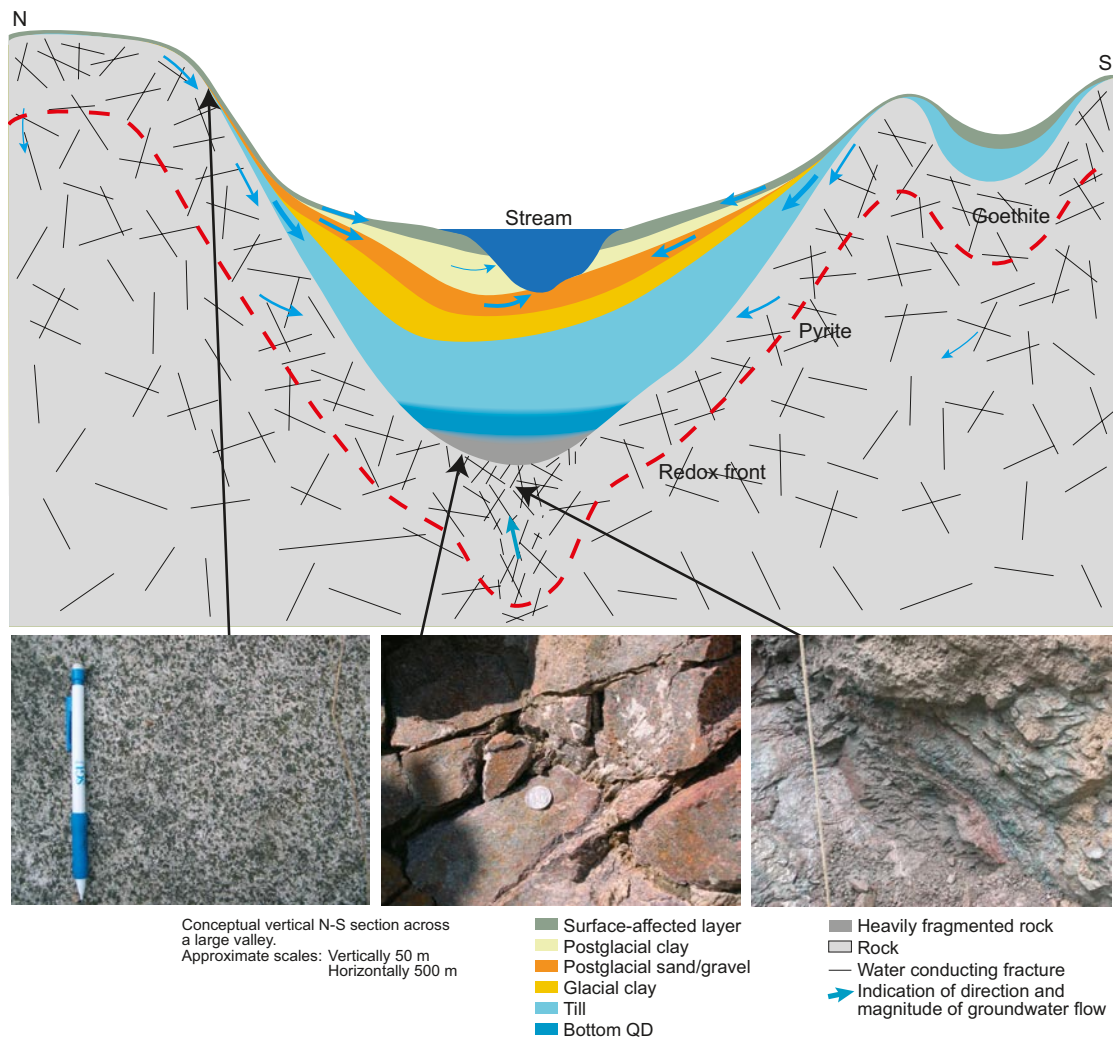 N
S
Stream
Goethite
Pyrite
Redox front
Conceptual vertical N-S section across
a large valley.
Approximate scales: Vertically 50 m
Horizontally 500 m
Surface-affected layer
Postglacial clay
Postglacial sand/gravel
Glacial clay
Till
Bottom QD
Heavily fragmented rock
Rock
Water conducting fracture
Indication of direction and
magnitude of groundwater flow